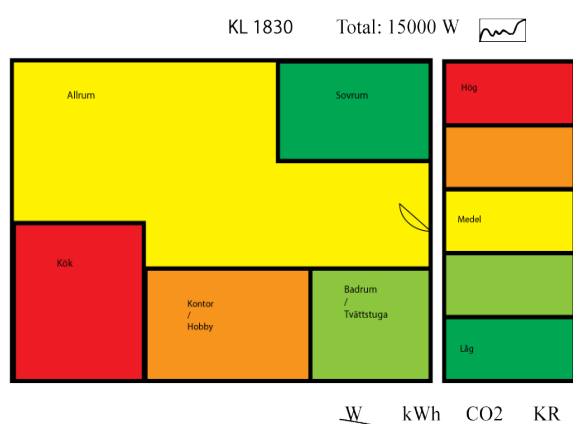 KL 1830 Total: 15000 W
Allrum
Sovrum
Hög
Medel
Kök
Kontor
/
Hobby
Badrum
/
Tvättstuga
Låg
W kWh CO2 KR